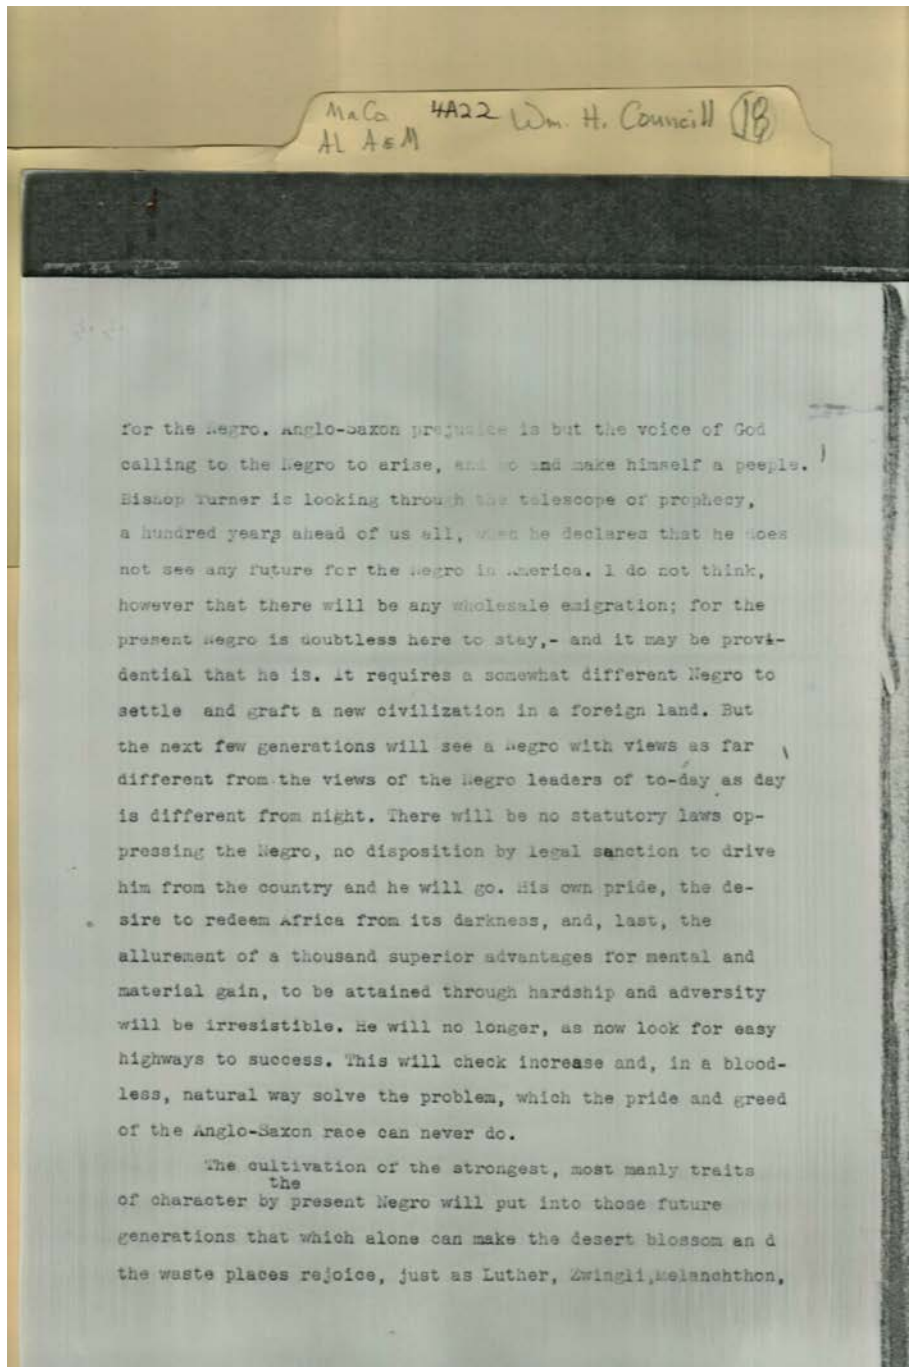 MaCo 4A22 Wm. H. Councill 18
AL A&M
for the Negro. Anglo-Saxon prejudice is but the voice of God
calling to the Negro to arise, and go and make himself a people.
Bishop Turner is looking through the telescope of prophecy,
a hundred years ahead of us all, when he declares that he does
not see any future for the Negro in America. I do not think,
however that there will be any wholesale emigration; for the
present Negro is doubtless here to stay,- and it may be provi-
dential that he is. It requires a somewhat different Negro to
settle and graft a new civilization in a foreign land. But
the next few generations will see a Negro with views as far
different from the views of the Negro leaders of to-day as day
is different from night. There will be no statutory laws op-
pressing the Negro, no disposition by legal sanction to drive
him from the country and he will go. His own pride, the de-
sire to redeem Africa from its darkness, and, last, the
allurement of a thousand superior advantages for mental and
material gain, to be attained through hardship and adversity
will be irresistible. He will no longer, as now look for easy
highways to success. This will check increase and, in a blood-
less, natural way solve the problem, which the pride and greed
of the Anglo-Saxon race can never do.
The cultivation of the strongest, most manly traits
the
of character by present Negro will put into those future
generations that which alone can make the desert blossom an d
the waste places rejoice, just as Luther, Zwingli,Melanchthon,